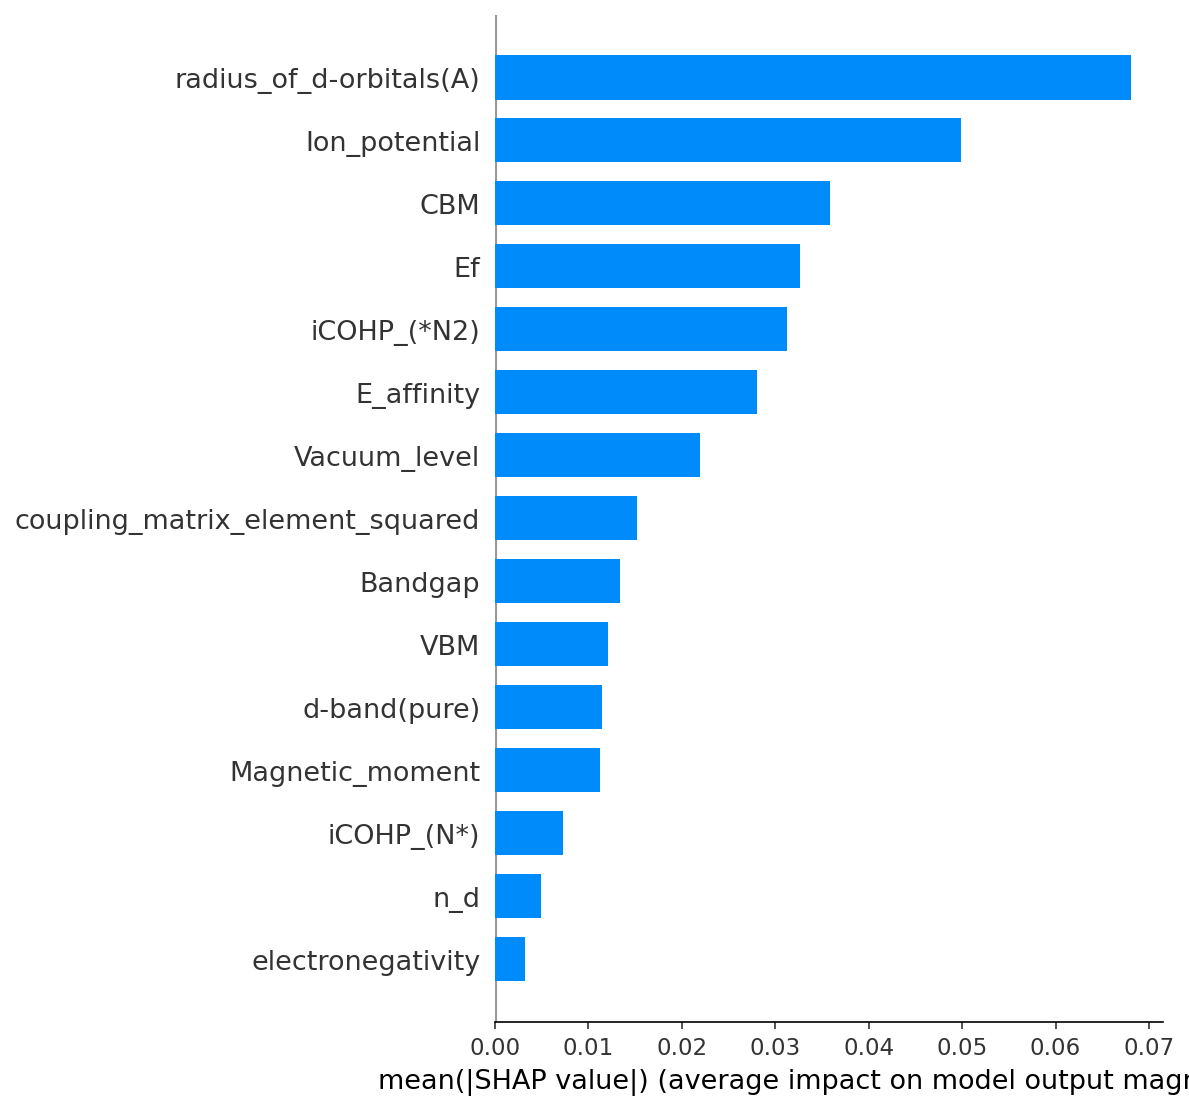 radius_of_d-orbitals(A)
Ion_potential
CBM
Ef
iCOHP_(*N2)
E_affinity
Vacuum_level
coupling_matrix_element_squared
Bandgap
VBM
d-band(pure)
Magnetic_moment
iCOHP_(N*)
n_d
electronegativity
0.00 0.01 0.02 0.03 0.04 0.05 0.06 0.07
mean(|SHAP value|) (average impact on model output